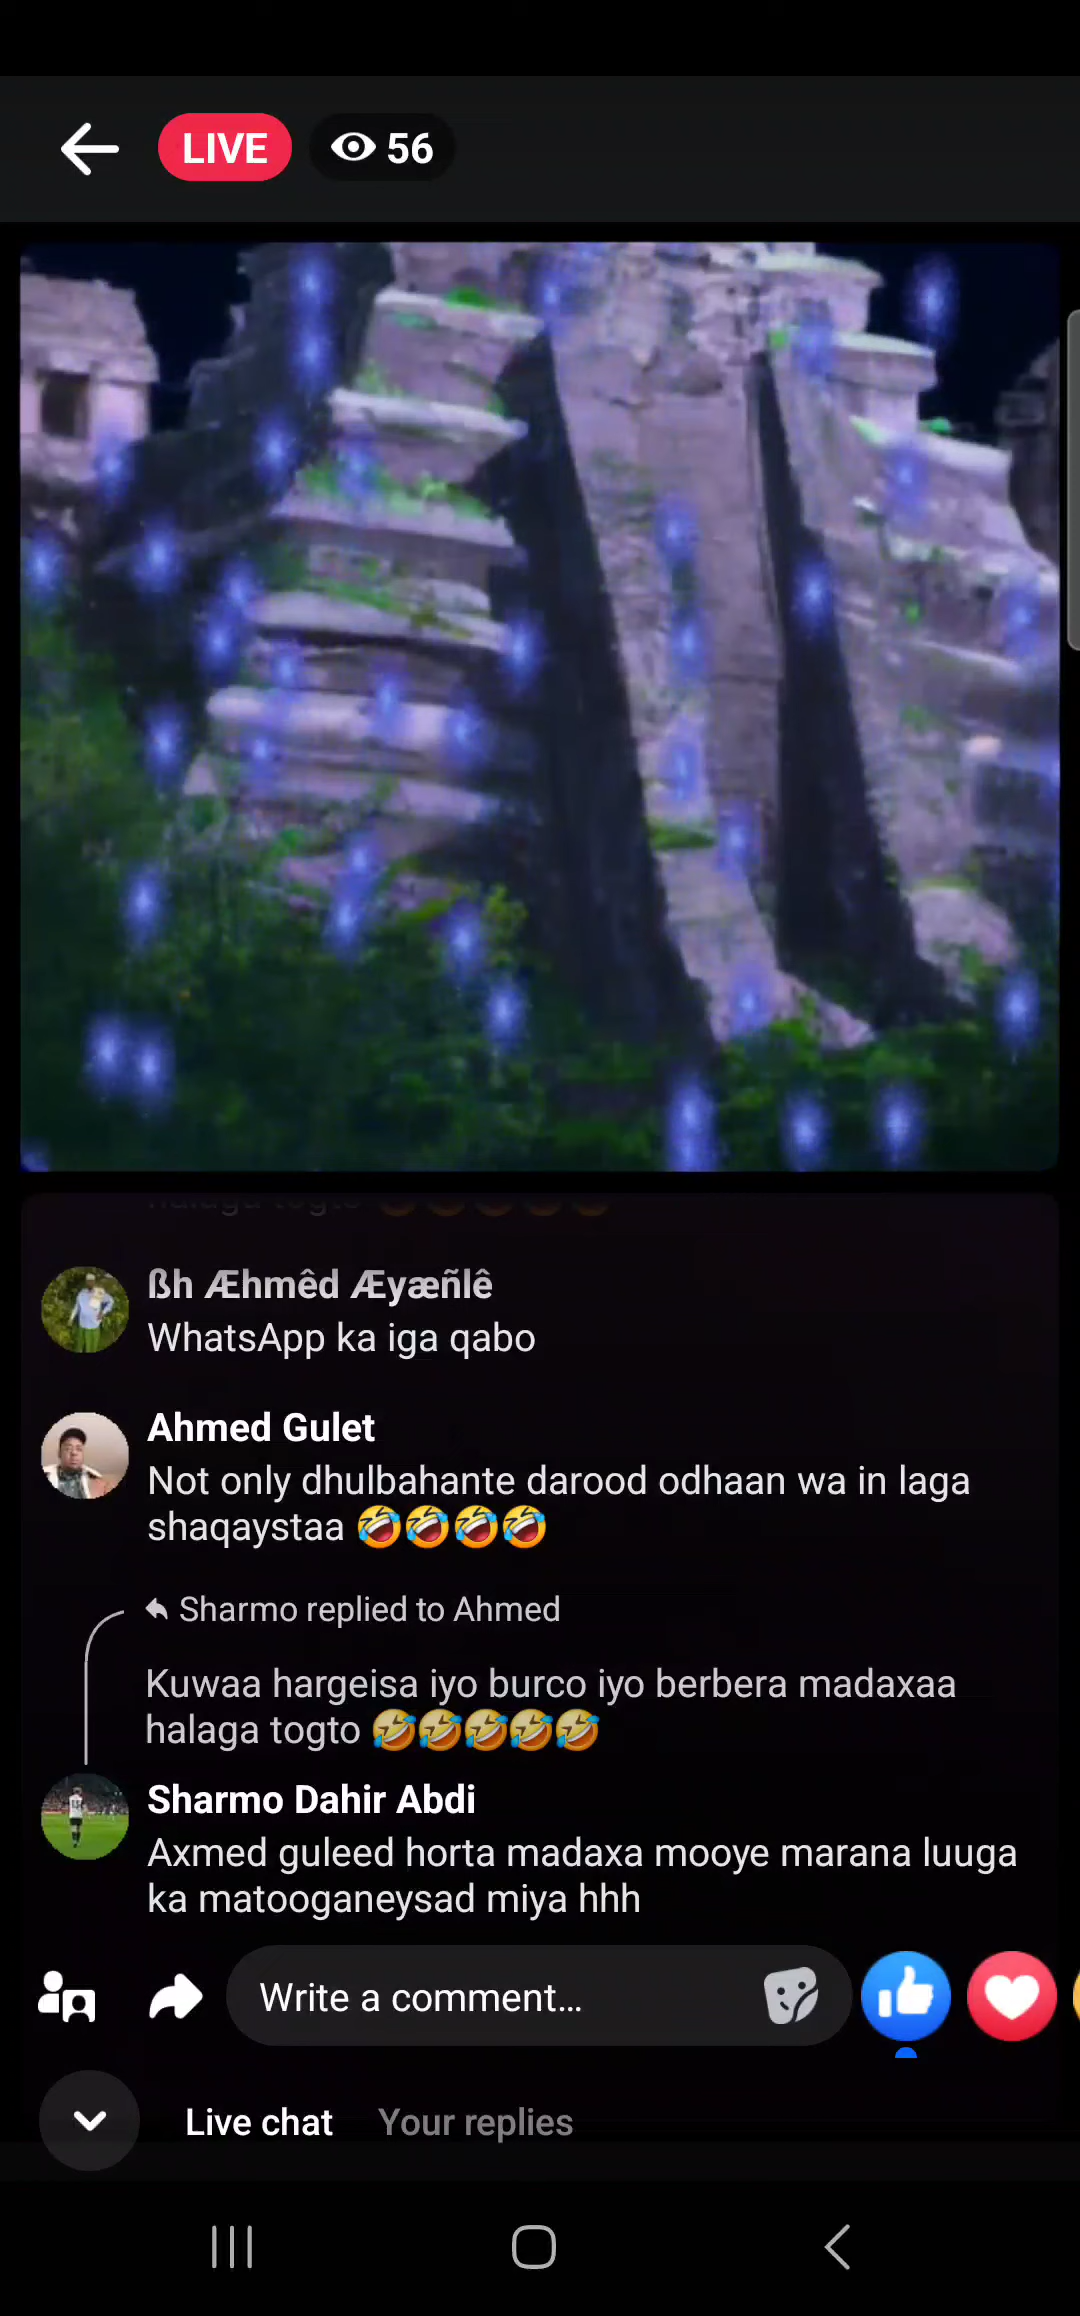 LIVE 56
halaga togto 🤣🤣🤣🤣🤣
ßh Æhmêd Æyæñlê
WhatsApp ka iga qabo
Ahmed Gulet
Not only dhulbahante darood odhaan wa in laga
shaqaystaa 🤣🤣🤣🤣
Sharmo replied to Ahmed
Kuwaa hargeisa iyo burco iyo berbera madaxaa
halaga togto 🤣🤣🤣🤣🤣
Sharmo Dahir Abdi
Axmed guleed horta madaxa mooye marana luuga
ka matooganeysad miya hhh
Write a comment...
Live chat Your replies